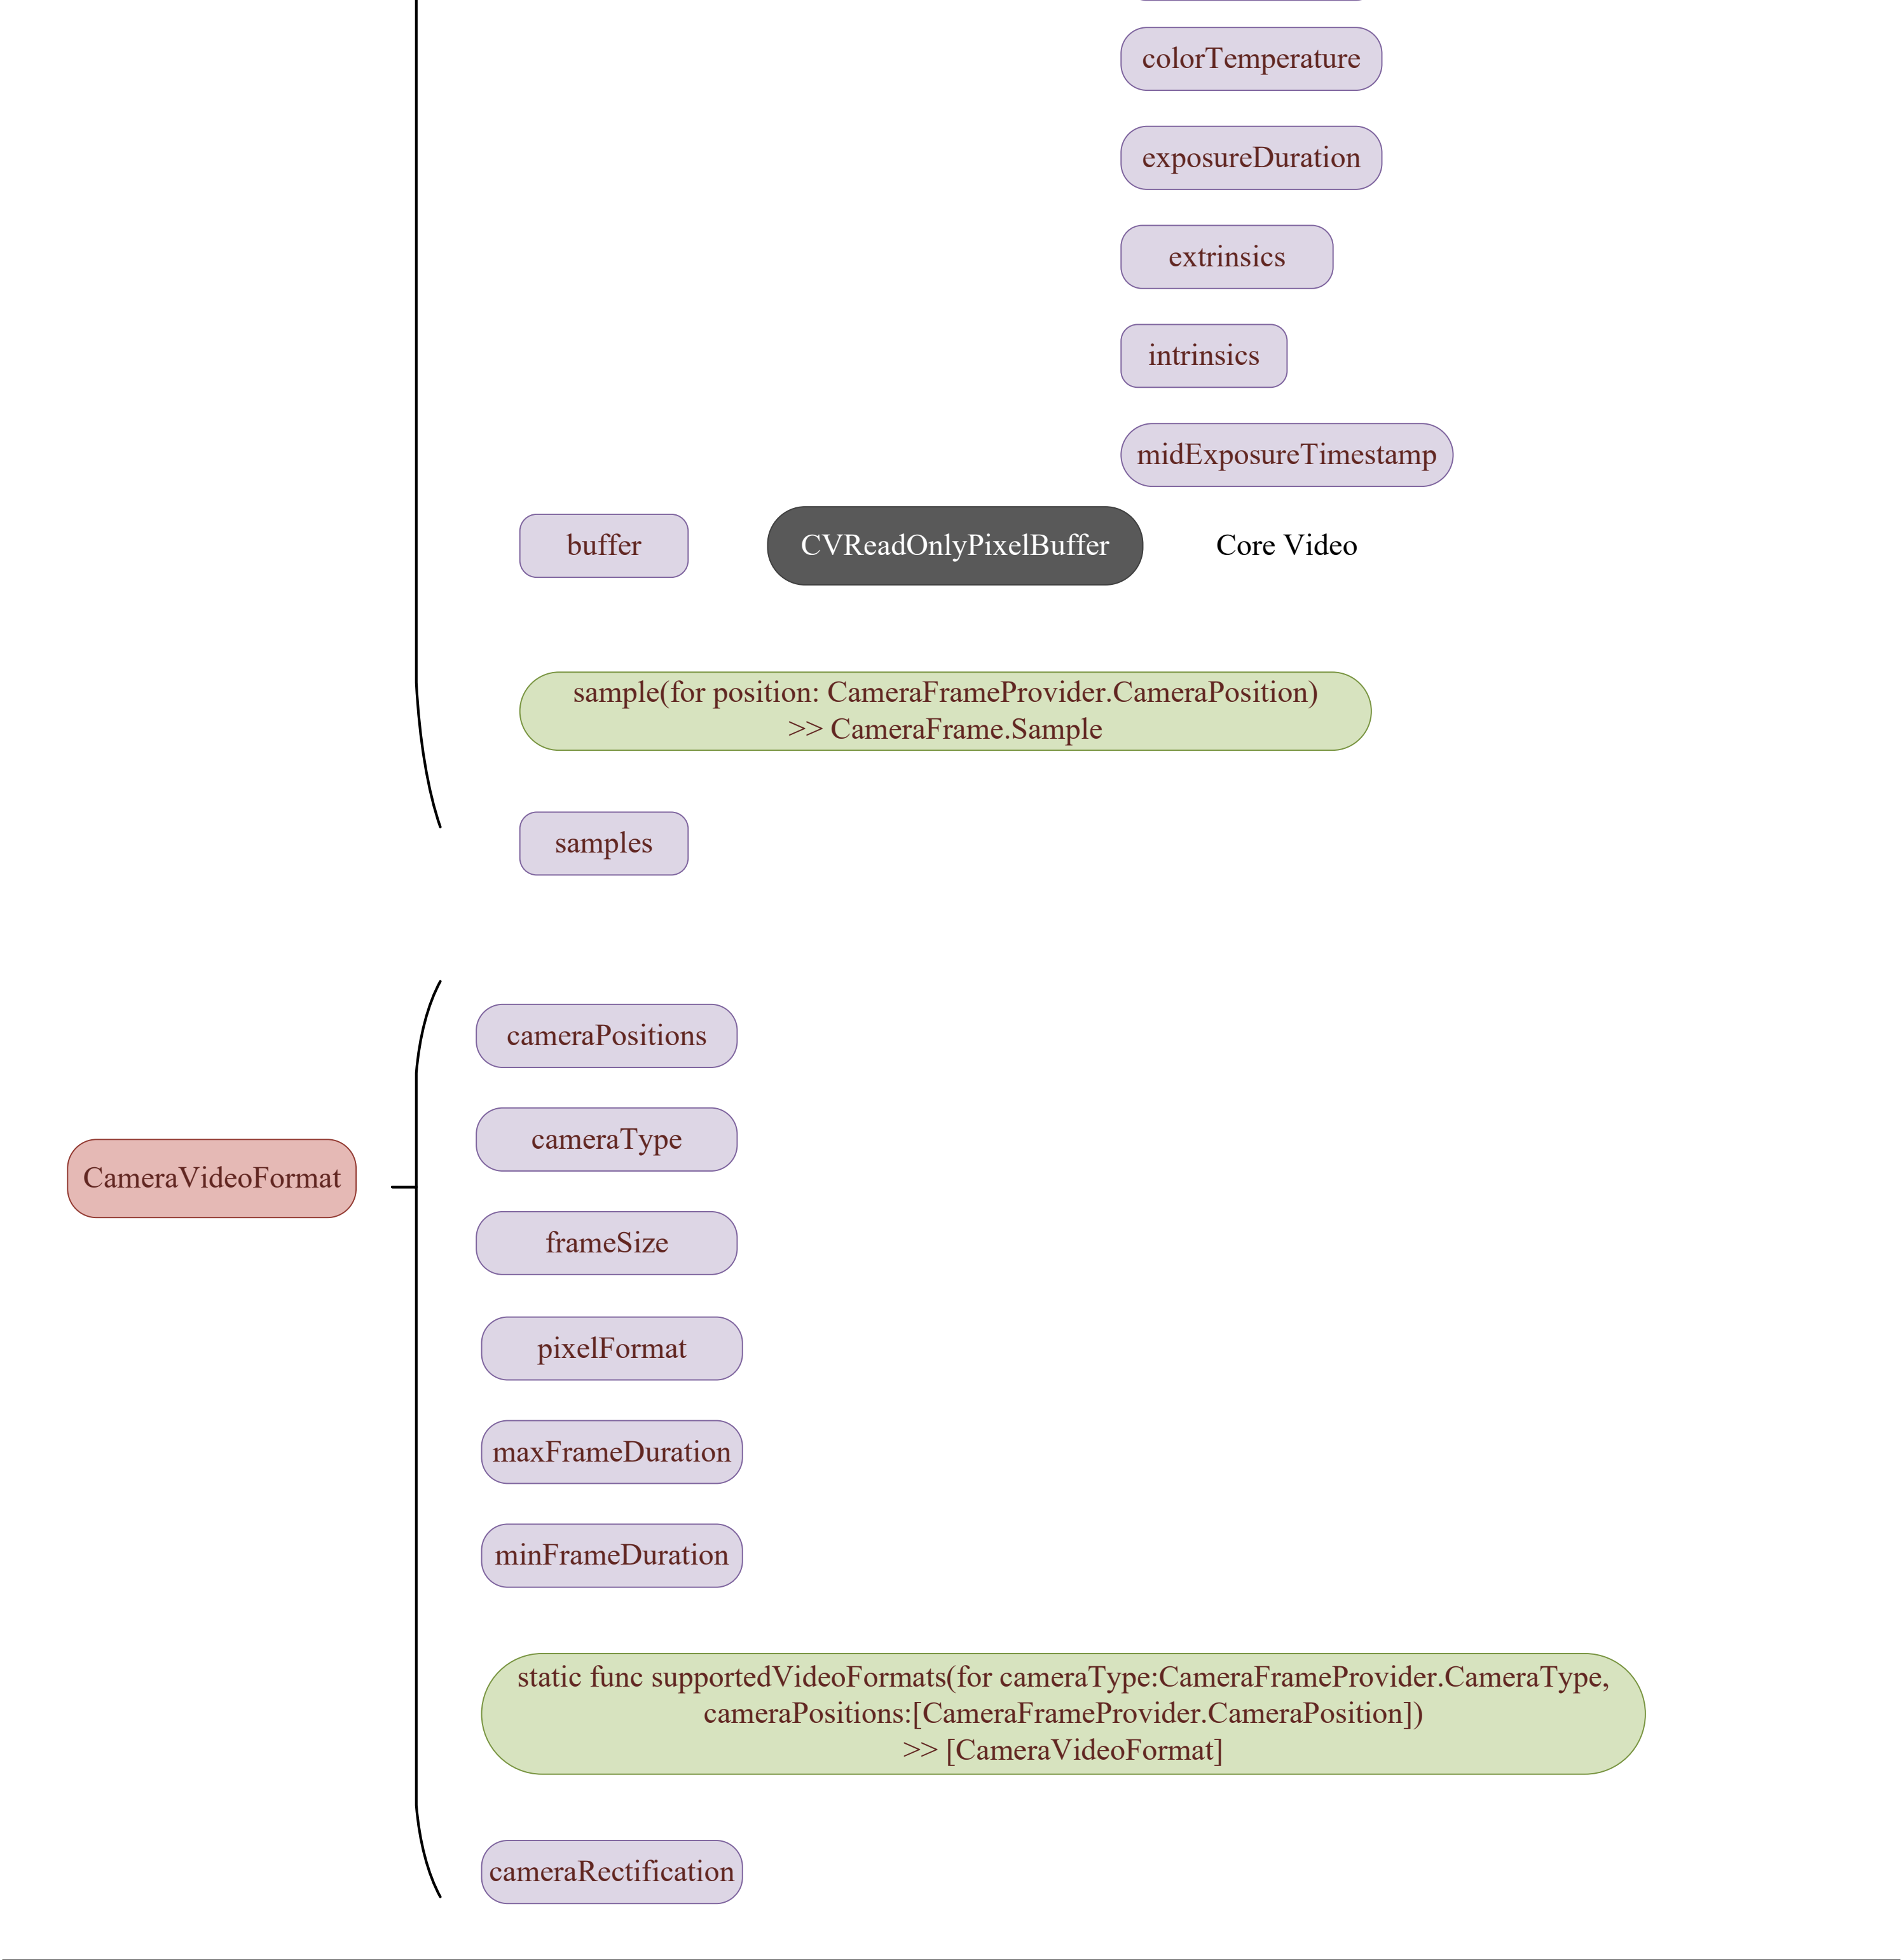 colorTemperature
exposureDuration
extrinsics
intrinsics
midExposureTimestamp
buffer
CVReadOnlyPixelBuffer
Core Video
sample(for position: CameraFrameProvider.CameraPosition)
>> CameraFrame.Sample
samples
CameraVideoFormat
cameraPositions
cameraType
frameSize
pixelFormat
maxFrameDuration
minFrameDuration
static func supportedVideoFormats(for cameraType:CameraFrameProvider.CameraType,
cameraPositions:[CameraFrameProvider.CameraPosition])
>> [CameraVideoFormat]
cameraRectification